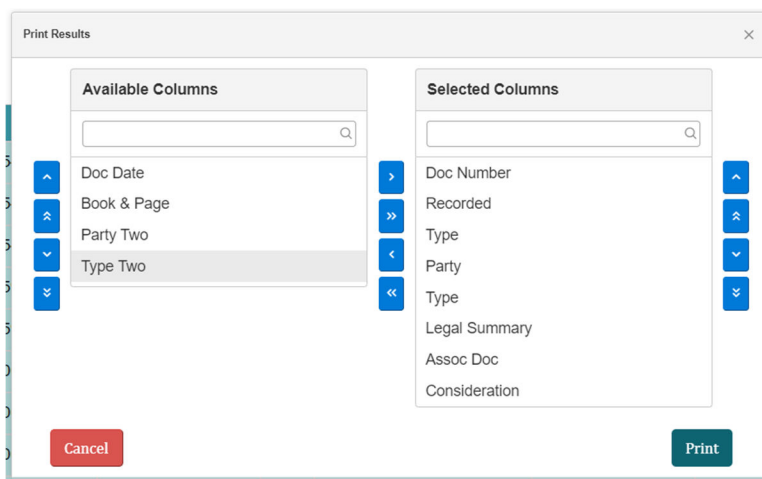 Print Results
Available Columns
Doc Date
Book & Page
Party Two
Type Two
Selected Columns
Doc Number
Recorded
Type
Party
Type
Legal Summary
Assoc Doc
Consideration
Cancel
Print